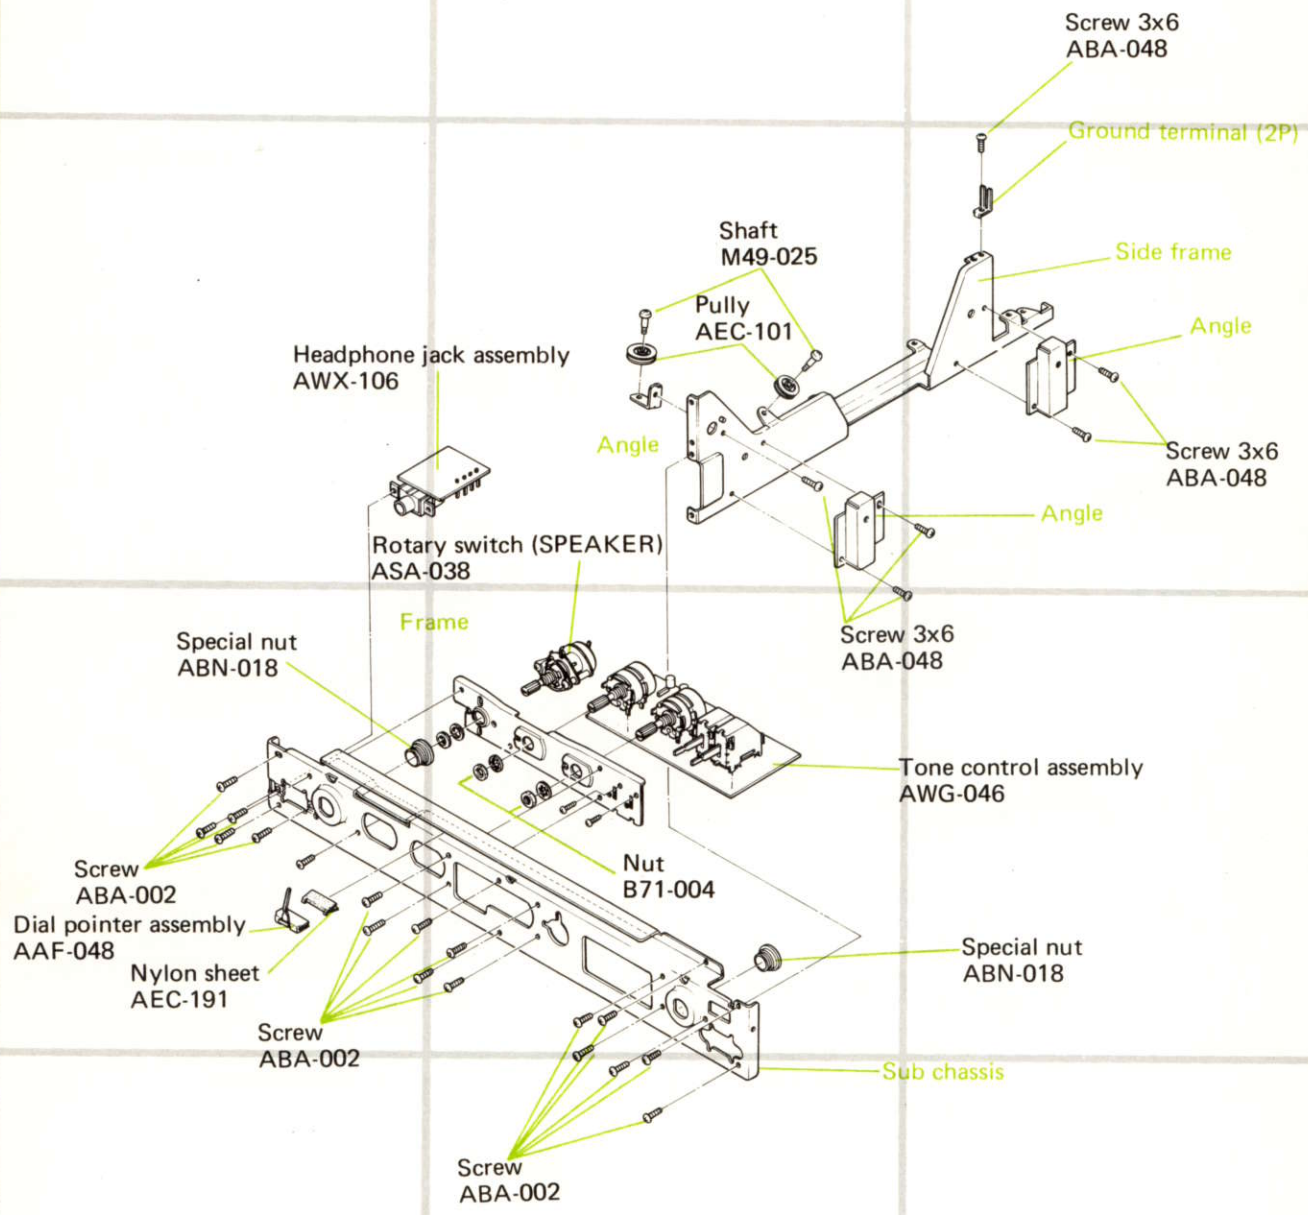 Screw 3x6
ABA-048
Ground terminal (2P)
Shaft
M49-025
Side frame
Pully
AEC-101
Angle
Headphone jack assembly
AWX-106
Angle
Screw 3x6
ABA-048
Angle
Rotary switch (SPEAKER)
ASA-038
Frame
Special nut
ABN-018
Screw 3x6
ABA-048
Tone control assembly
AWG-046
Nut
B71-004
Screw
ABA-002
Dial pointer assembly
AAF-048
Nylon sheet
AEC-191
Special nut
ABN-018
Screw
ABA-002
Sub chassis
Screw
ABA-002